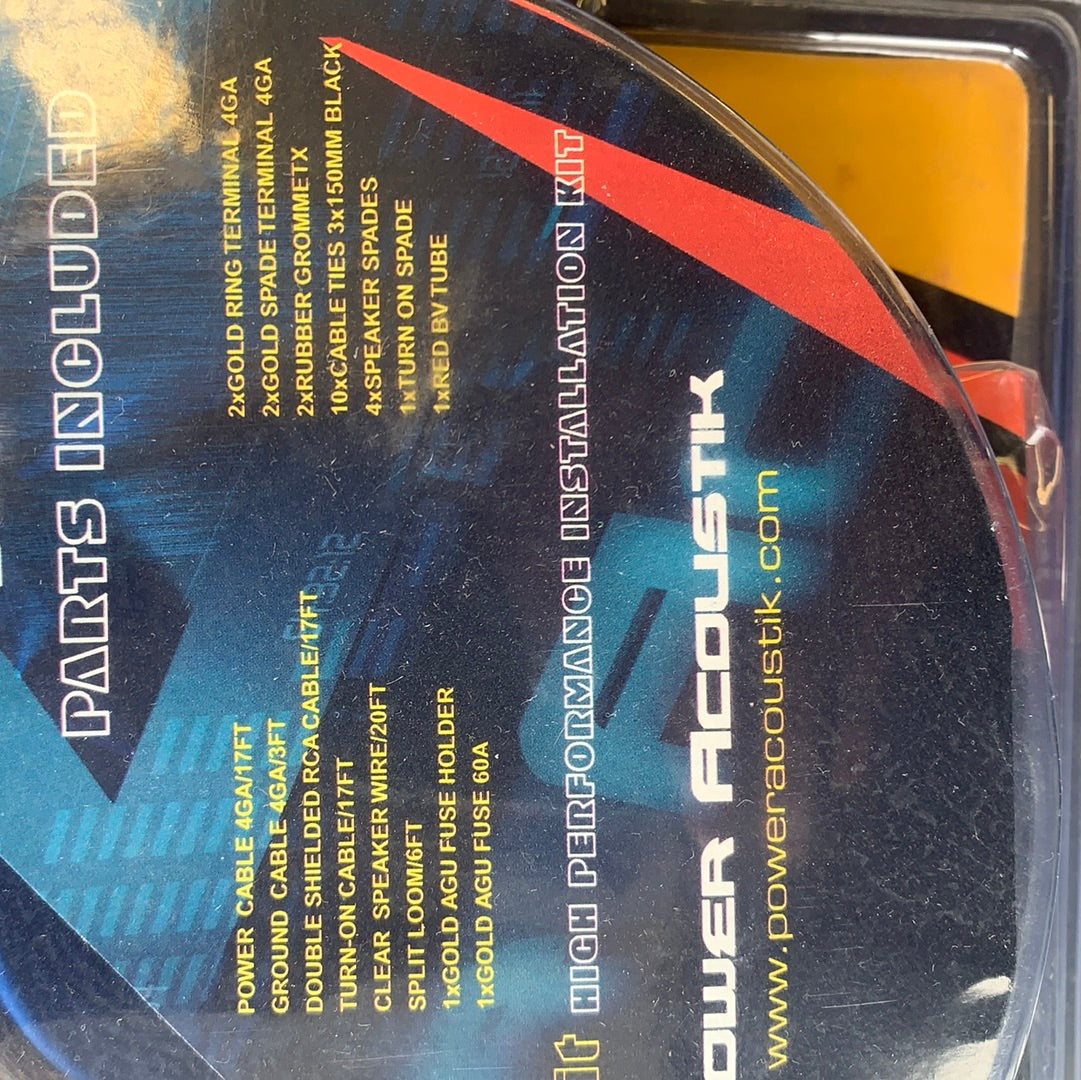 PARTS INCLUDED
POWER CABLE 4GA/17FT
GROUND CABLE 4GA/3FT
DOUBLE SHIELDED RCA CABLE/17FT
TURN-ON CABLE/17FT
CLEAR SPEAKER WIRE/20FT
SPLIT LOOM/6FT
1xGOLD AGU FUSE HOLDER
1xGOLD AGU FUSE 60A
2xGOLD RING TERMINAL 4GA
2xGOLD SPADE TERMINAL 4GA
2xRUBBER GROMMETX
10xCABLE TIES 3x150MM BLACK
4xSPEAKER SPADES
1xTURN ON SPADE
1xRED BV TUBE
it HIGH PERFORMANCE INSTALLLATION KIT
OWER ACOUSTIK
www.poweracoustik.com